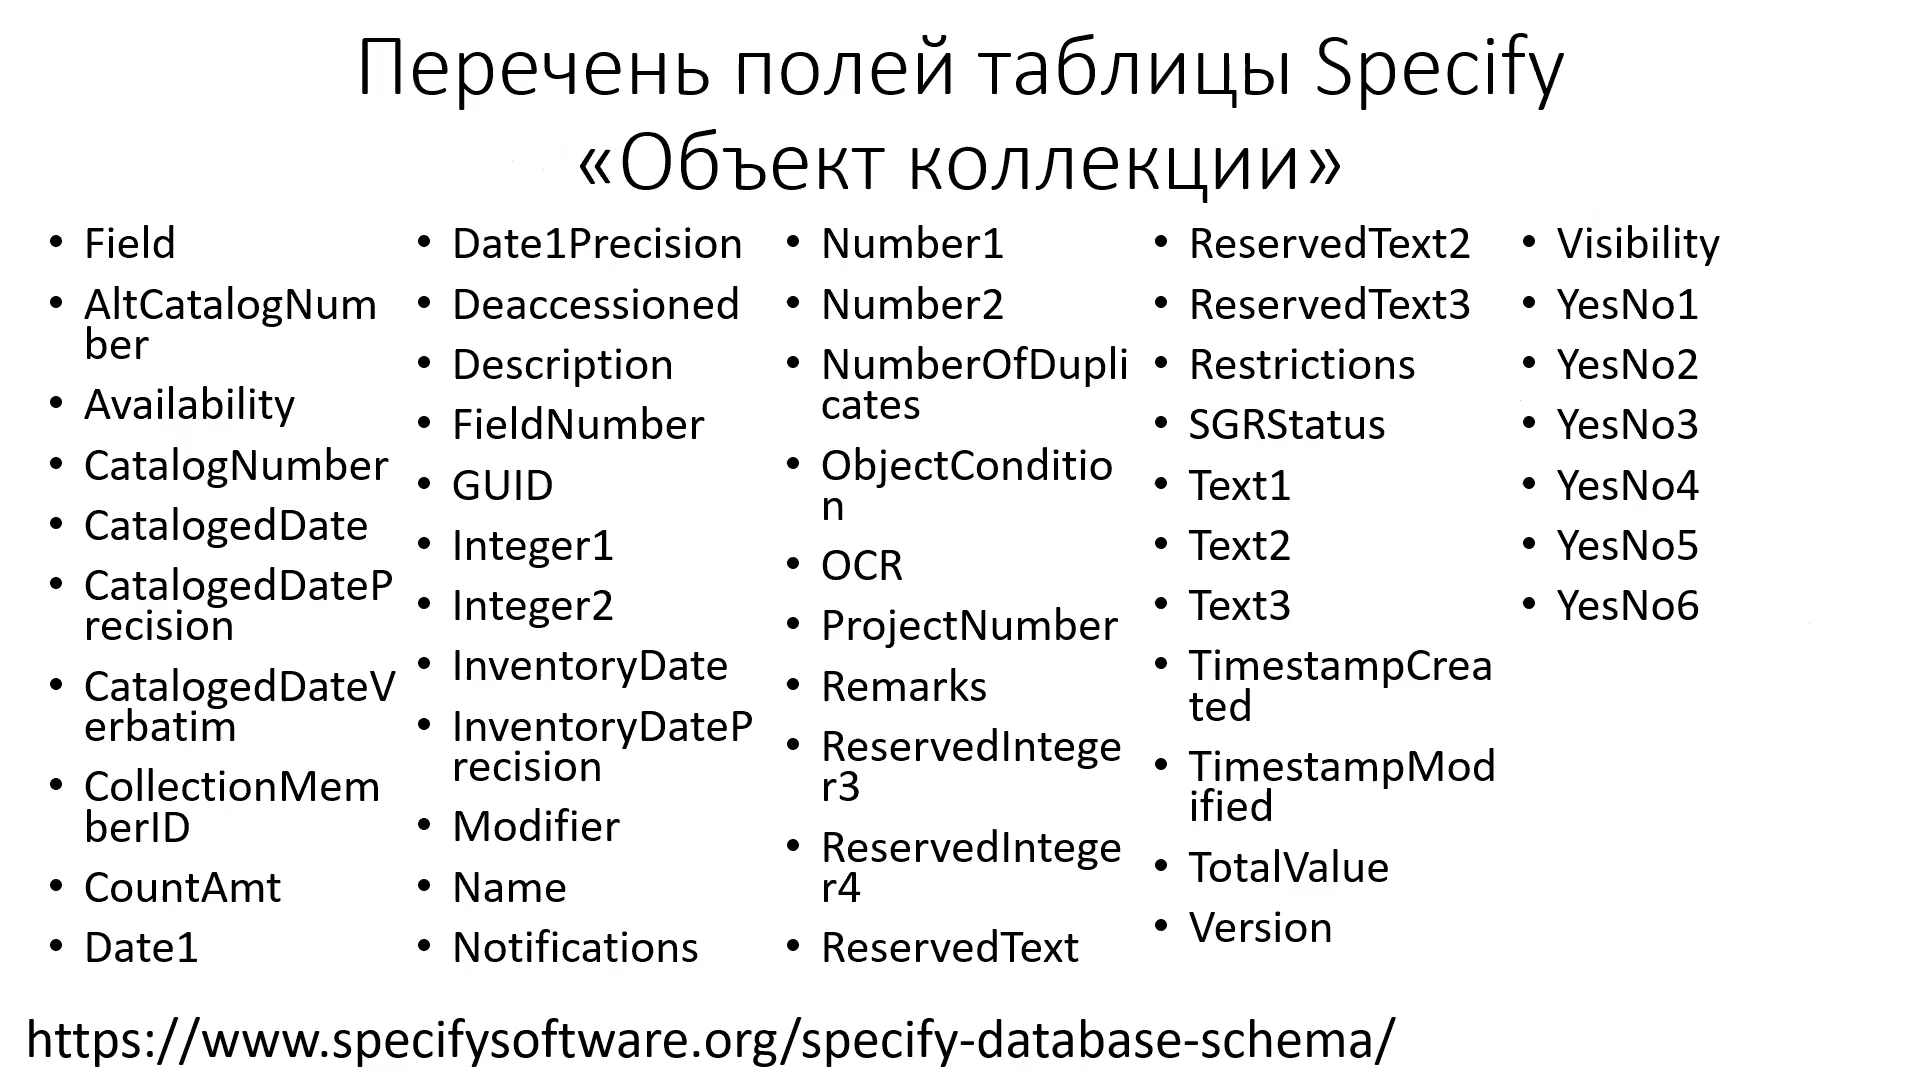 Перечень полей таблицы Specify
«Объект коллекции»
• Field
• AltCatalogNum
ber
• Availability
• CatalogNumber
• CatalogedDate
• CatalogedDateP
recision
• CatalogedDateV
erbatim
• CollectionMem
berID
• CountAmt
• Date1
• Date1Precision
• Deaccessioned
• Description
• FieldNumber
• GUID
• Integer1
• Integer2
• InventoryDate
• InventoryDateP
recision
• Modifier
• Name
• Notifications
• Number1
• Number2
• NumberOfDupli
cates
• ObjectConditio
n
• OCR
• ProjectNumber
• Remarks
• ReservedIntege
r3
• ReservedIntege
r4
• ReservedText
• ReservedText2
• ReservedText3
• Restrictions
• SGRStatus
• Text1
• Text2
• Text3
• TimestampCrea
ted
• TimestampMod
ified
• TotalValue
• Version
• Visibility
• YesNo1
• YesNo2
• YesNo3
• YesNo4
• YesNo5
• YesNo6
https://www.specifysoftware.org/specify-database-schema/